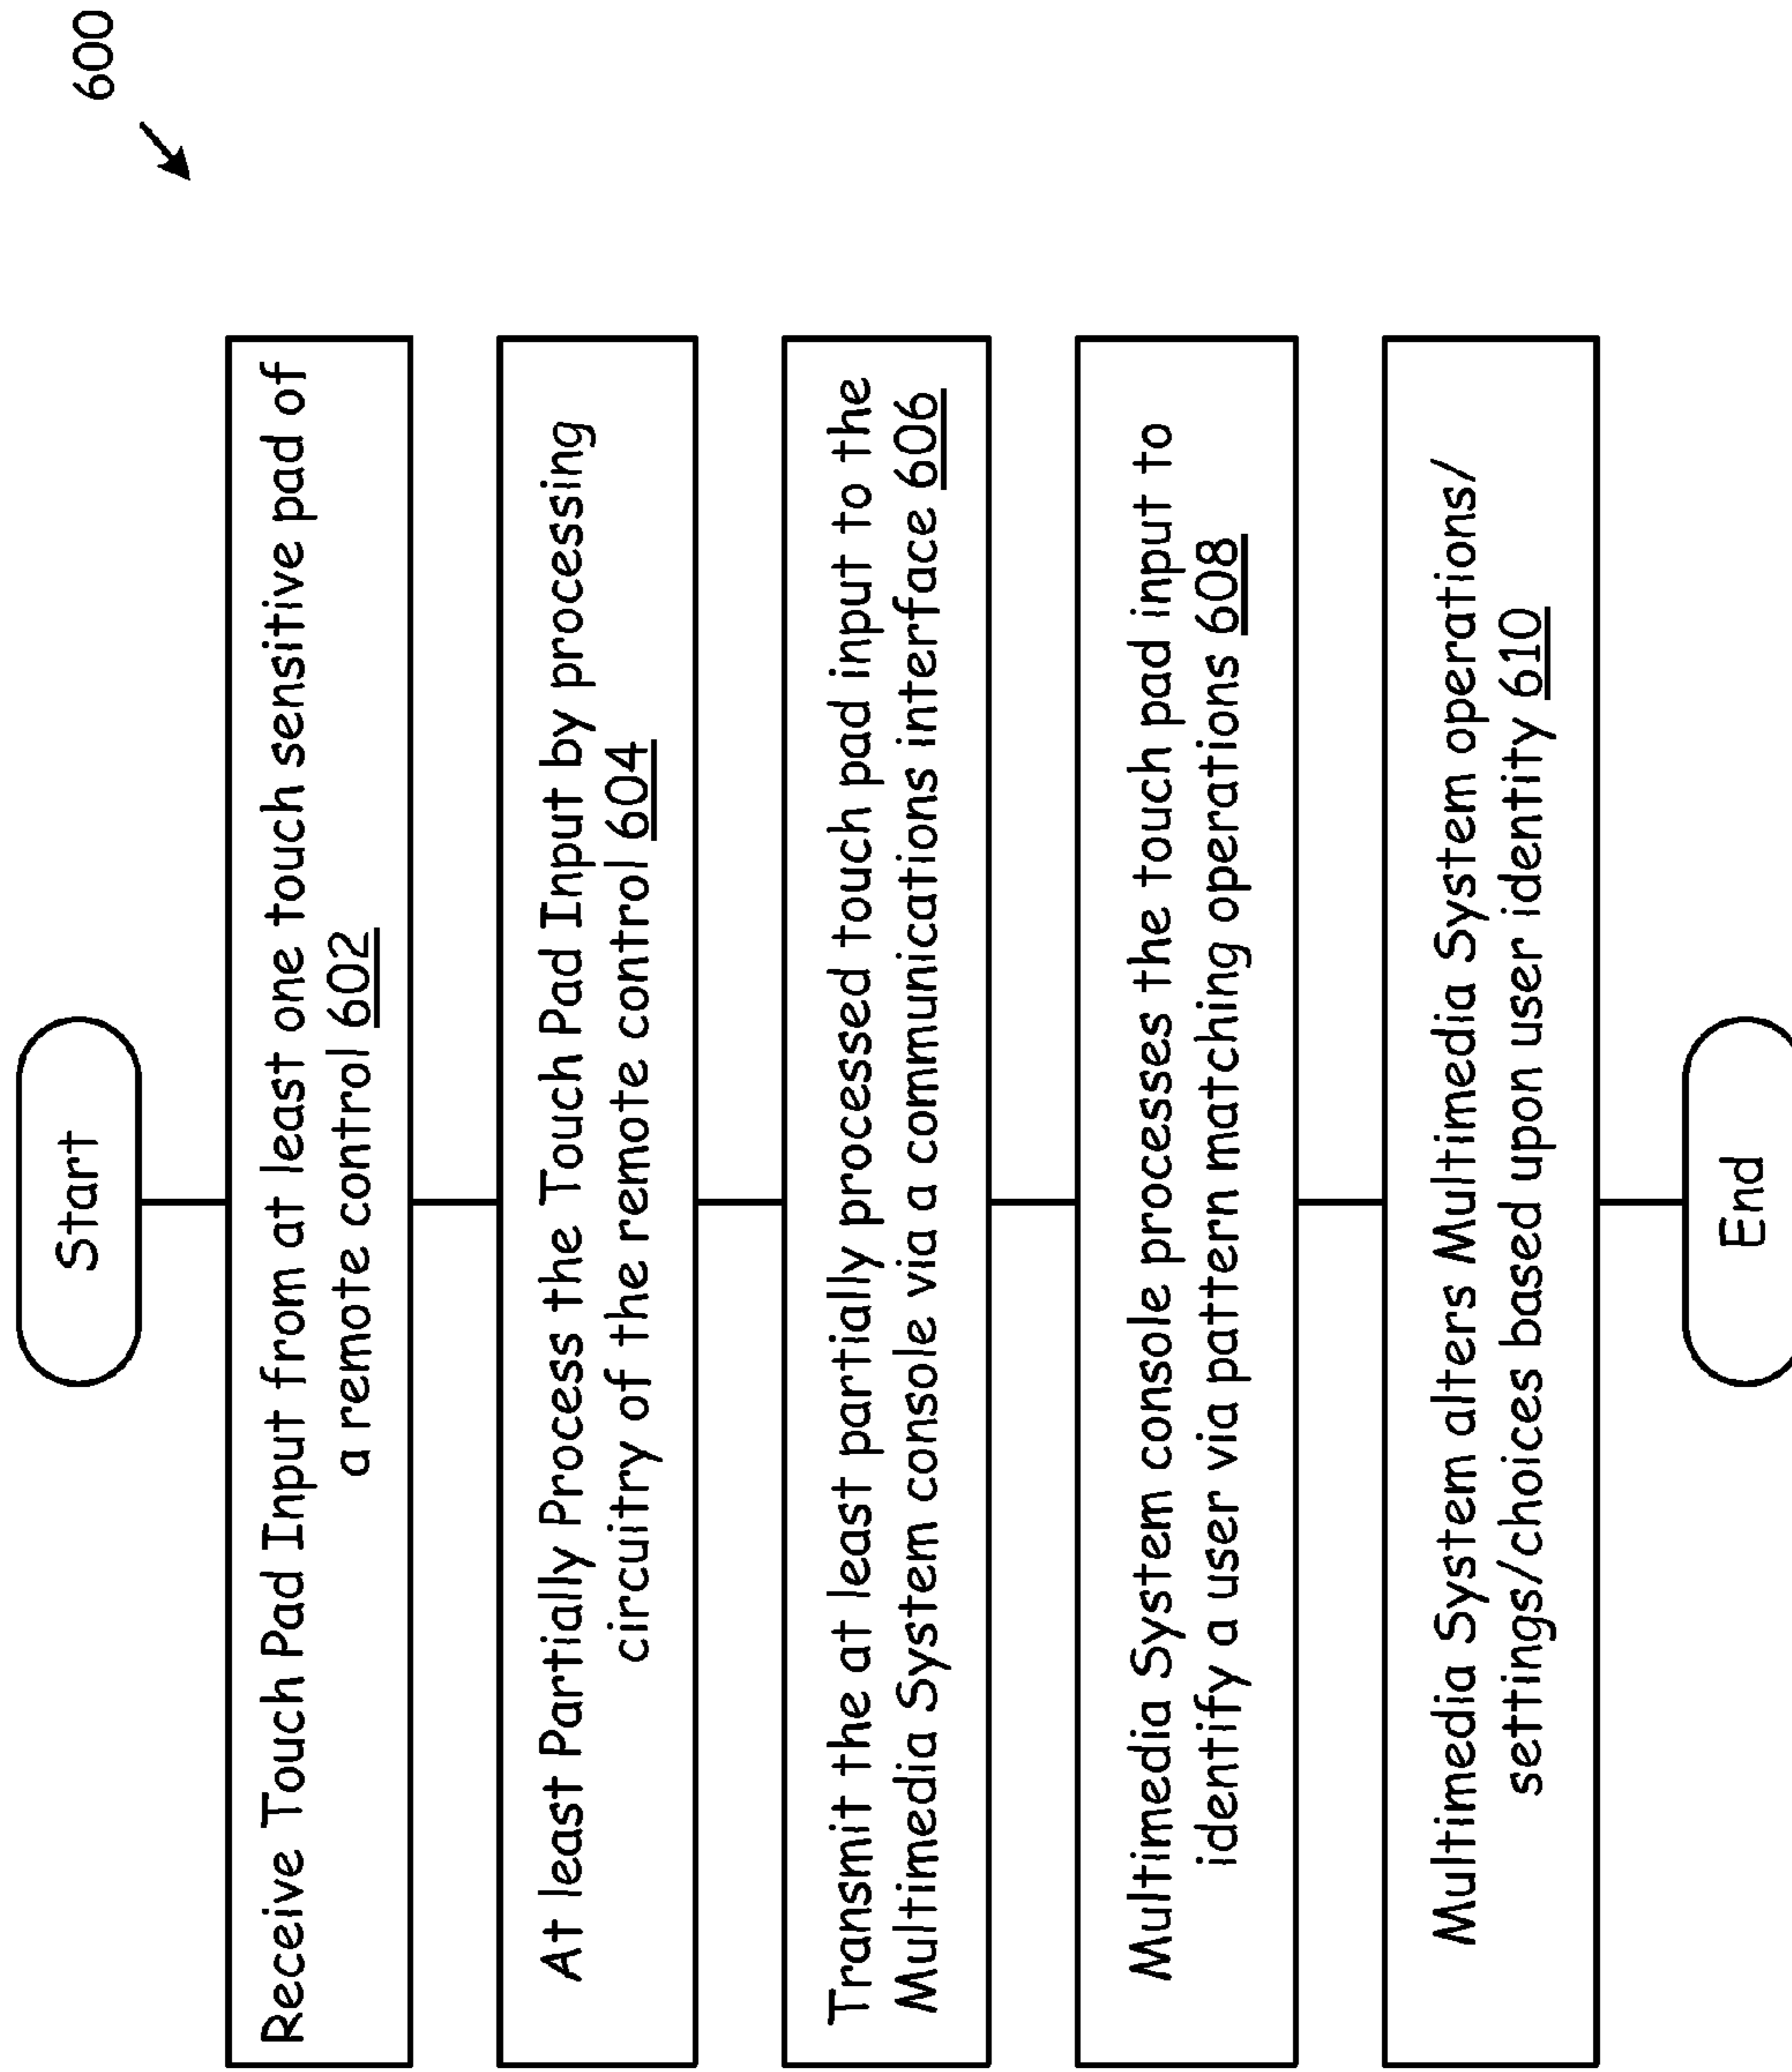 600
Start
Receive Touch Pad Input from at least one touch sensitive pad of
a remote control 602
At least Partially Process the Touch Pad Input by processing
circuitry of the remote control 604
Transmit the at least partially processed touch pad input to the
Multimedia System console via a communications interface 606
Multimedia System console processes the touch pad input to
identify a user via pattern matching operations 608
Multimedia System alters Multimedia System operations/
settings/choices based upon user identity 610
End